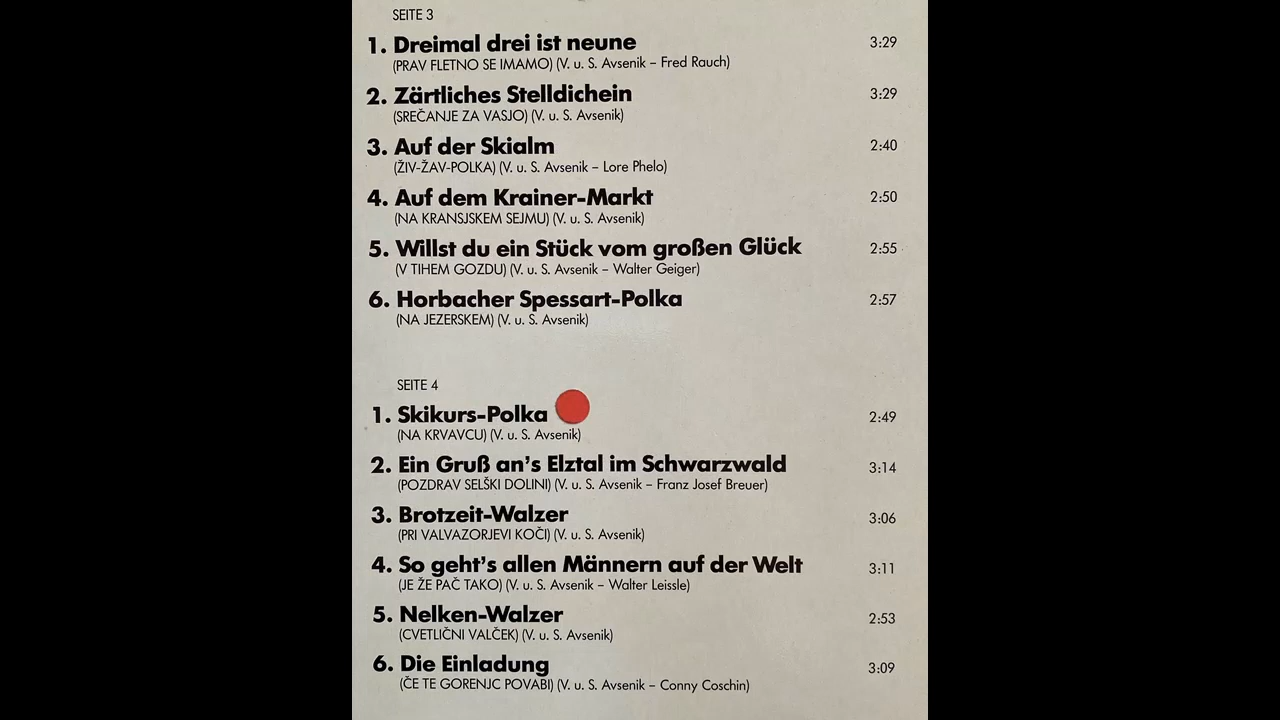 SEITE 3
1. Dreimal drei ist neune 3:29
(PRAV FLETNO SE IMAMO) (V. u. S. Avsenik – Fred Rauch)
2. Zärtliches Stelldichein 3:29
(SREČANJE ZA VASJO) (V. u. S. Avsenik)
3. Auf der Skialm 2:40
(ŽIV-ŽAV-POLKA) (V. u. S. Avsenik – Lore Phelo)
4. Auf dem Krainer-Markt 2:50
(NA KRANSJSKEM SEJMU) (V. u. S. Avsenik)
5. Willst du ein Stück vom großen Glück 2:55
(V TIHEM GOZDU) (V. u. S. Avsenik – Walter Geiger)
6. Horbacher Spessart-Polka 2:57
(NA JEZERSKEM) (V. u. S. Avsenik)
SEITE 4
1. Skikurs-Polka 2:49
(NA KRVAVCU) (V. u. S. Avsenik)
2. Ein Gruß an's Elztal im Schwarzwald 3:14
(POZDRAV SELŠKI DOLINI) (V. u. S. Avsenik – Franz Josef Breuer)
3. Brotzeit-Walzer 3:06
(PRI VALVAZORJEVI KOČI) (V. u. S. Avsenik)
4. So geht's allen Männern auf der Welt 3:11
(JE ŽE PAČ TAKO) (V. u. S. Avsenik – Walter Leissle)
5. Nelken-Walzer 2:53
(CVETLIČNI VALČEK) (V. u. S. Avsenik)
6. Die Einladung 3:09
(ČE TE GORENJC POVABI) (V. u. S. Avsenik – Conny Coschin)